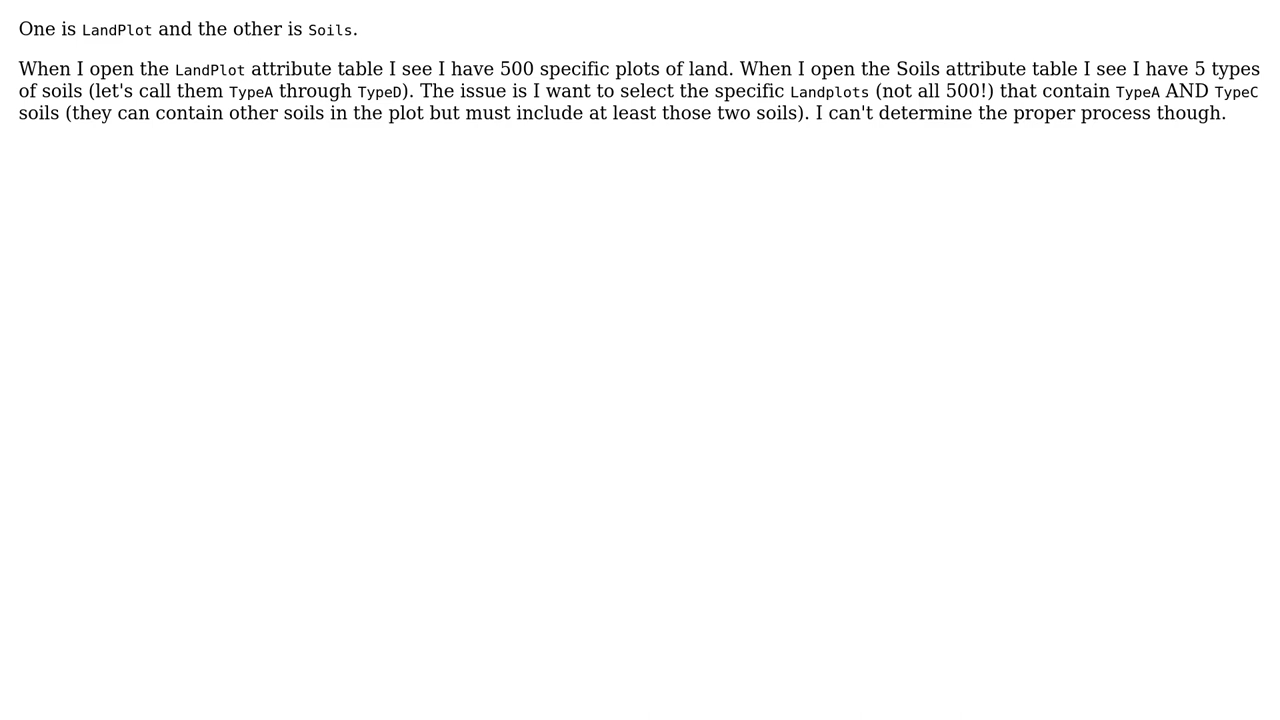 One is LandPlot and the other is Soils.
When I open the LandPlot attribute table I see I have 500 specific plots of land. When I open the Soils attribute table I see I have 5 types
of soils (let's call them TypeA through TypeD). The issue is I want to select the specific Landplots (not all 500!) that contain TypeA AND TypeC
soils (they can contain other soils in the plot but must include at least those two soils). I can't determine the proper process though.